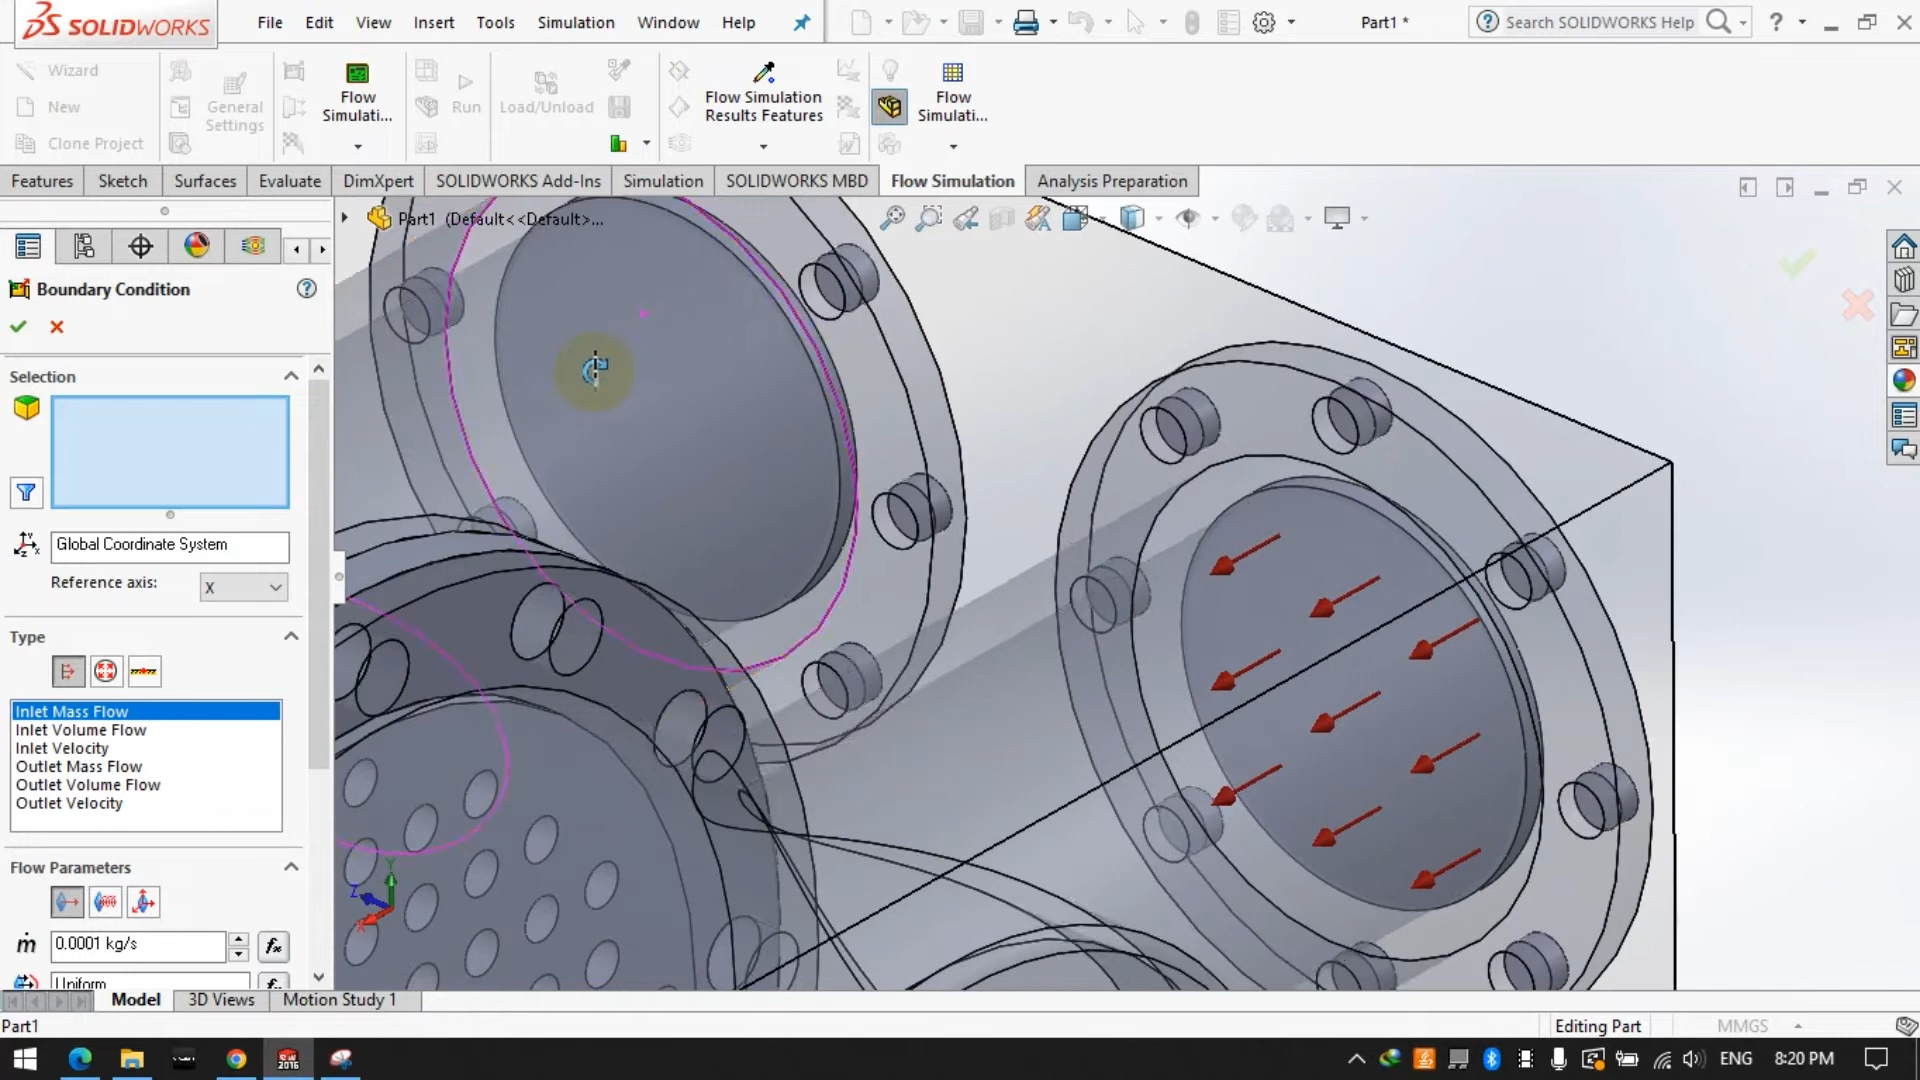 SOLIDWORKS
File Edit View Insert Tools Simulation Window Help
Part1 *
Search SOLIDWORKS Help
Wizard
New
Clone Project
General Settings
Flow Simulati...
Run
Load/Unload
Flow Simulation Results Features
Flow Simulati...
Features Sketch Surfaces Evaluate DimXpert SOLIDWORKS Add-Ins Simulation SOLIDWORKS MBD Flow Simulation Analysis Preparation
Part1 (Default<<Default>...
Boundary Condition
Selection
Global Coordinate System
Reference axis: X
Type
Inlet Mass Flow
Inlet Volume Flow
Inlet Velocity
Outlet Mass Flow
Outlet Volume Flow
Outlet Velocity
Flow Parameters
ṁ 0.0001 kg/s
Uniform
Y
Z
X
Model 3D Views Motion Study 1
Part1
Editing Part
MMGS
SW 2016
ENG
8:20 PM